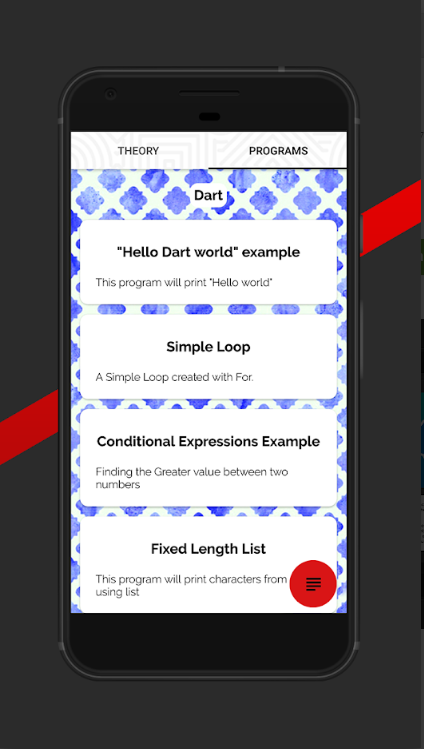 THEORY PROGRAMS
Dart
"Hello Dart world" example
This program will print "Hello world"
Simple Loop
A Simple Loop created with For.
Conditional Expressions Example
Finding the Greater value between two
numbers
Fixed Length List
This program will print characters from
using list